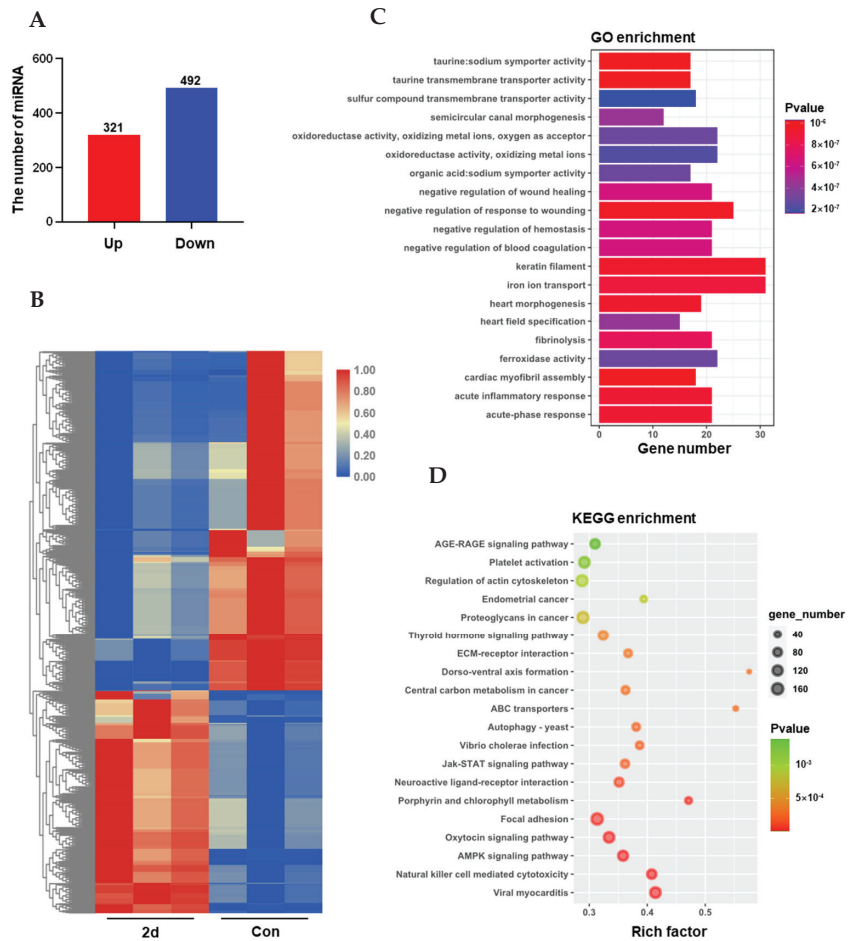 A
The number of miRNA
600
400
200
0
321
492
Up
Down
B
1.00
0.80
0.60
0.40
0.20
0.00
2d
Con
C
GO enrichment
taurine:sodium symporter activity
taurine transmembrane transporter activity
sulfur compound transmembrane transporter activity
semicircular canal morphogenesis
oxidoreductase activity, oxidizing metal ions, oxygen as acceptor
oxidoreductase activity, oxidizing metal ions
organic acid:sodium symporter activity
negative regulation of wound healing
negative regulation of response to wounding
negative regulation of hemostasis
negative regulation of blood coagulation
keratin filament
iron ion transport
heart morphogenesis
heart field specification
fibrinolysis
ferroxidase activity
cardiac myofibril assembly
acute inflammatory response
acute-phase response
0 10 20 30
Gene number
Pvalue
10⁻⁶
8×10⁻⁷
6×10⁻⁷
4×10⁻⁷
2×10⁻⁷
D
KEGG enrichment
AGE-RAGE signaling pathway
Platelet activation
Regulation of actin cytoskeleton
Endometrial cancer
Proteoglycans in cancer
Thyroid hormone signaling pathway
ECM-receptor interaction
Dorso-ventral axis formation
Central carbon metabolism in cancer
ABC transporters
Autophagy - yeast
Vibrio cholerae infection
Jak-STAT signaling pathway
Neuroactive ligand-receptor interaction
Porphyrin and chlorophyll metabolism
Focal adhesion
Oxytocin signaling pathway
AMPK signaling pathway
Natural killer cell mediated cytotoxicity
Viral myocarditis
0.3 0.4 0.5
Rich factor
gene_number
40
80
120
160
Pvalue
10⁻³
5×10⁻⁴